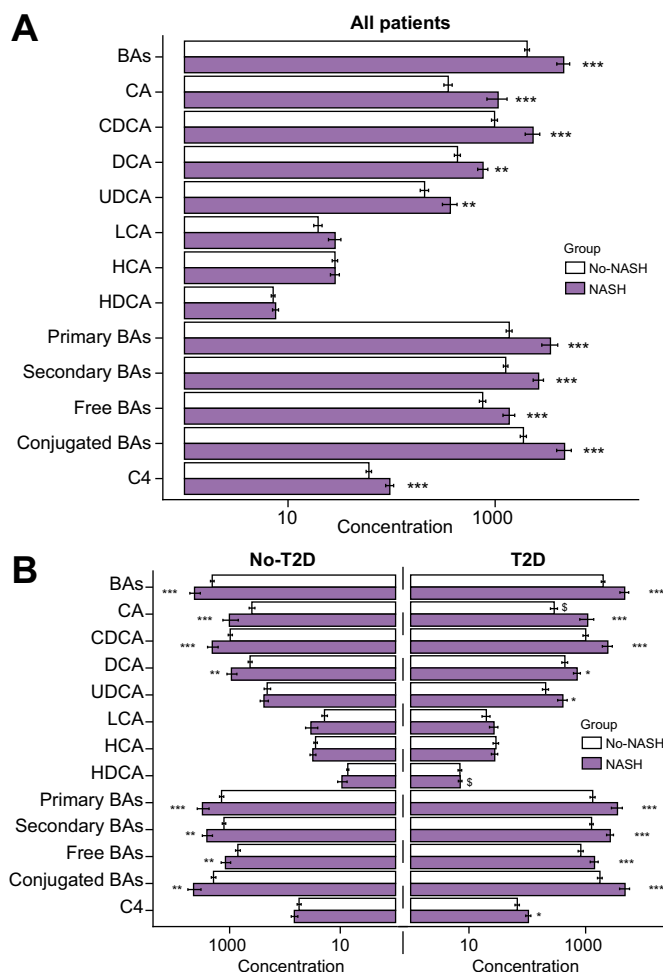 A
All patients
BAs
***
CA
***
CDCA
***
DCA
**
UDCA
**
LCA
HCA
HDCA
Group
No-NASH
NASH
Primary BAs
***
Secondary BAs
***
Free BAs
***
Conjugated BAs
***
C4
***
10 1000
Concentration
B
No-T2D T2D
BAs
*** ***
CA
*** $ ***
CDCA
*** ***
DCA
** *
UDCA
*
LCA
HCA
HDCA
$
Group
No-NASH
NASH
Primary BAs
*** ***
Secondary BAs
** ***
Free BAs
** ***
Conjugated BAs
** ***
C4
*
1000 10 10 1000
Concentration Concentration